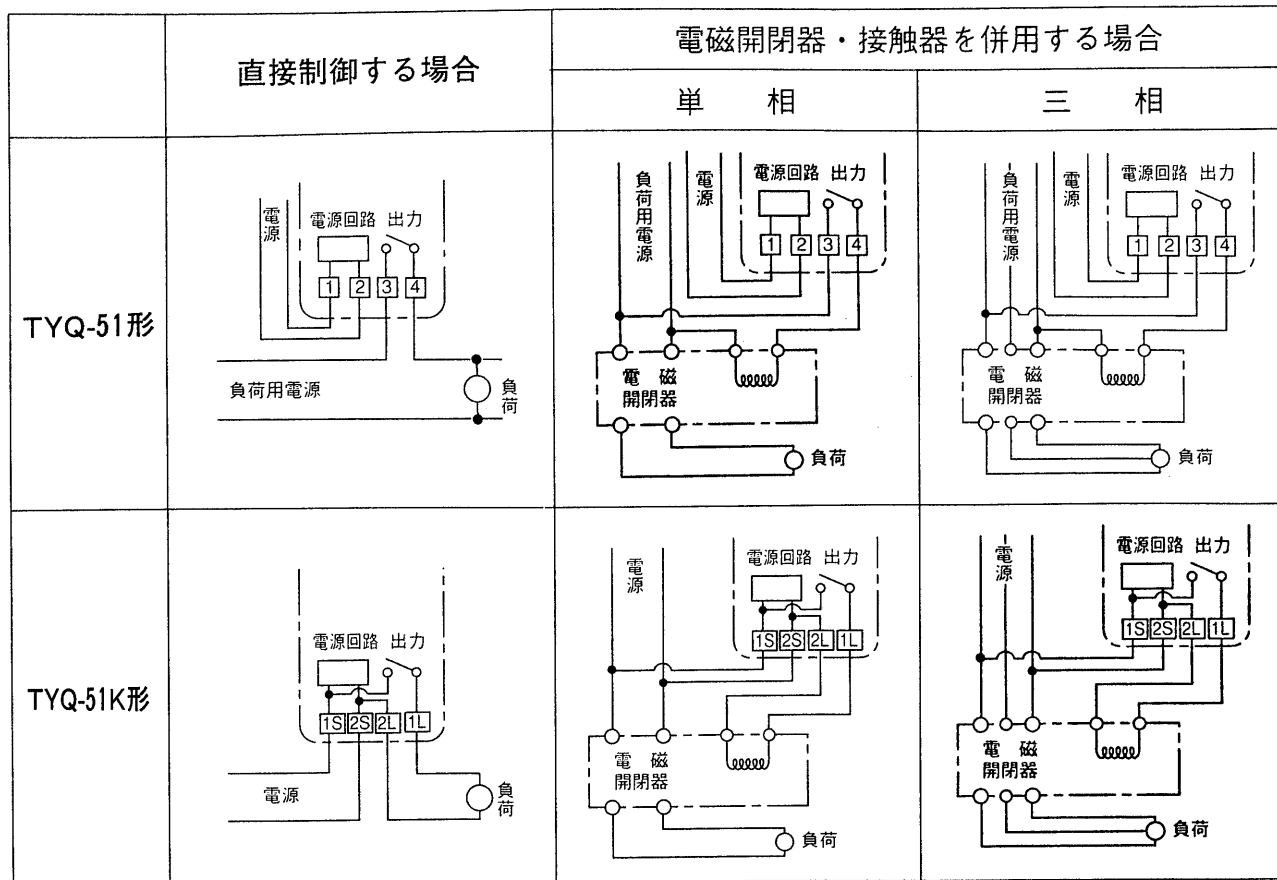 直接制御する場合
電磁開閉器・接触器を併用する場合
単 相
三 相
TYQ-51形
電源
電源回路 出力
1 2 3 4
負荷用電源
負荷
負荷用電源
電源
電源回路 出力
1 2 3 4
電 磁
開閉器
負荷
負荷用電源
電源
電源回路 出力
1 2 3 4
電 磁
開閉器
負荷
TYQ-51K形
電源回路 出力
1S 2S 2L 1L
電源
負荷
電源
電源回路 出力
1S 2S 2L 1L
電 磁
開閉器
負荷
電源
電源回路 出力
1S 2S 2L 1L
電 磁
開閉器
負荷